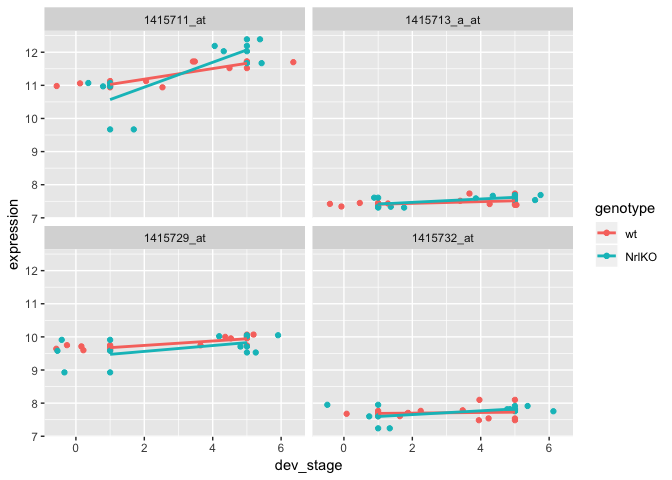 1415711_at
1415713_a_at
12
11
10
9
8
7
expression
genotype
wt
NrlKO
1415729_at
1415732_at
12
11
10
9
8
7
0
2
4
6
0
2
4
6
dev_stage